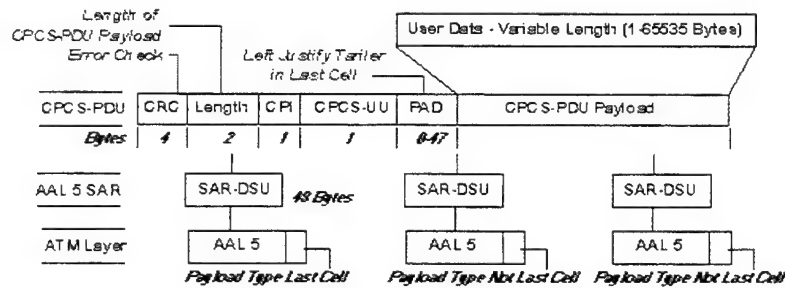 Length of
CPCS-PDU Payload
Error Check
Left Justify Tariler
in Last Cell
User Data - Variable Length (1-65535 Bytes)
CPCS-PDU CRC Length CPI CPCS-UU PAD CPCS-PDU Payload
Bytes 4 2 1 1 0-47
AAL 5 SAR SAR-DSU 48 Bytes SAR-DSU SAR-DSU
ATM Layer AAL 5 AAL 5 AAL 5
Payload Type Last Cell Payload Type Not Last Cell Payload Type Not Last Cell